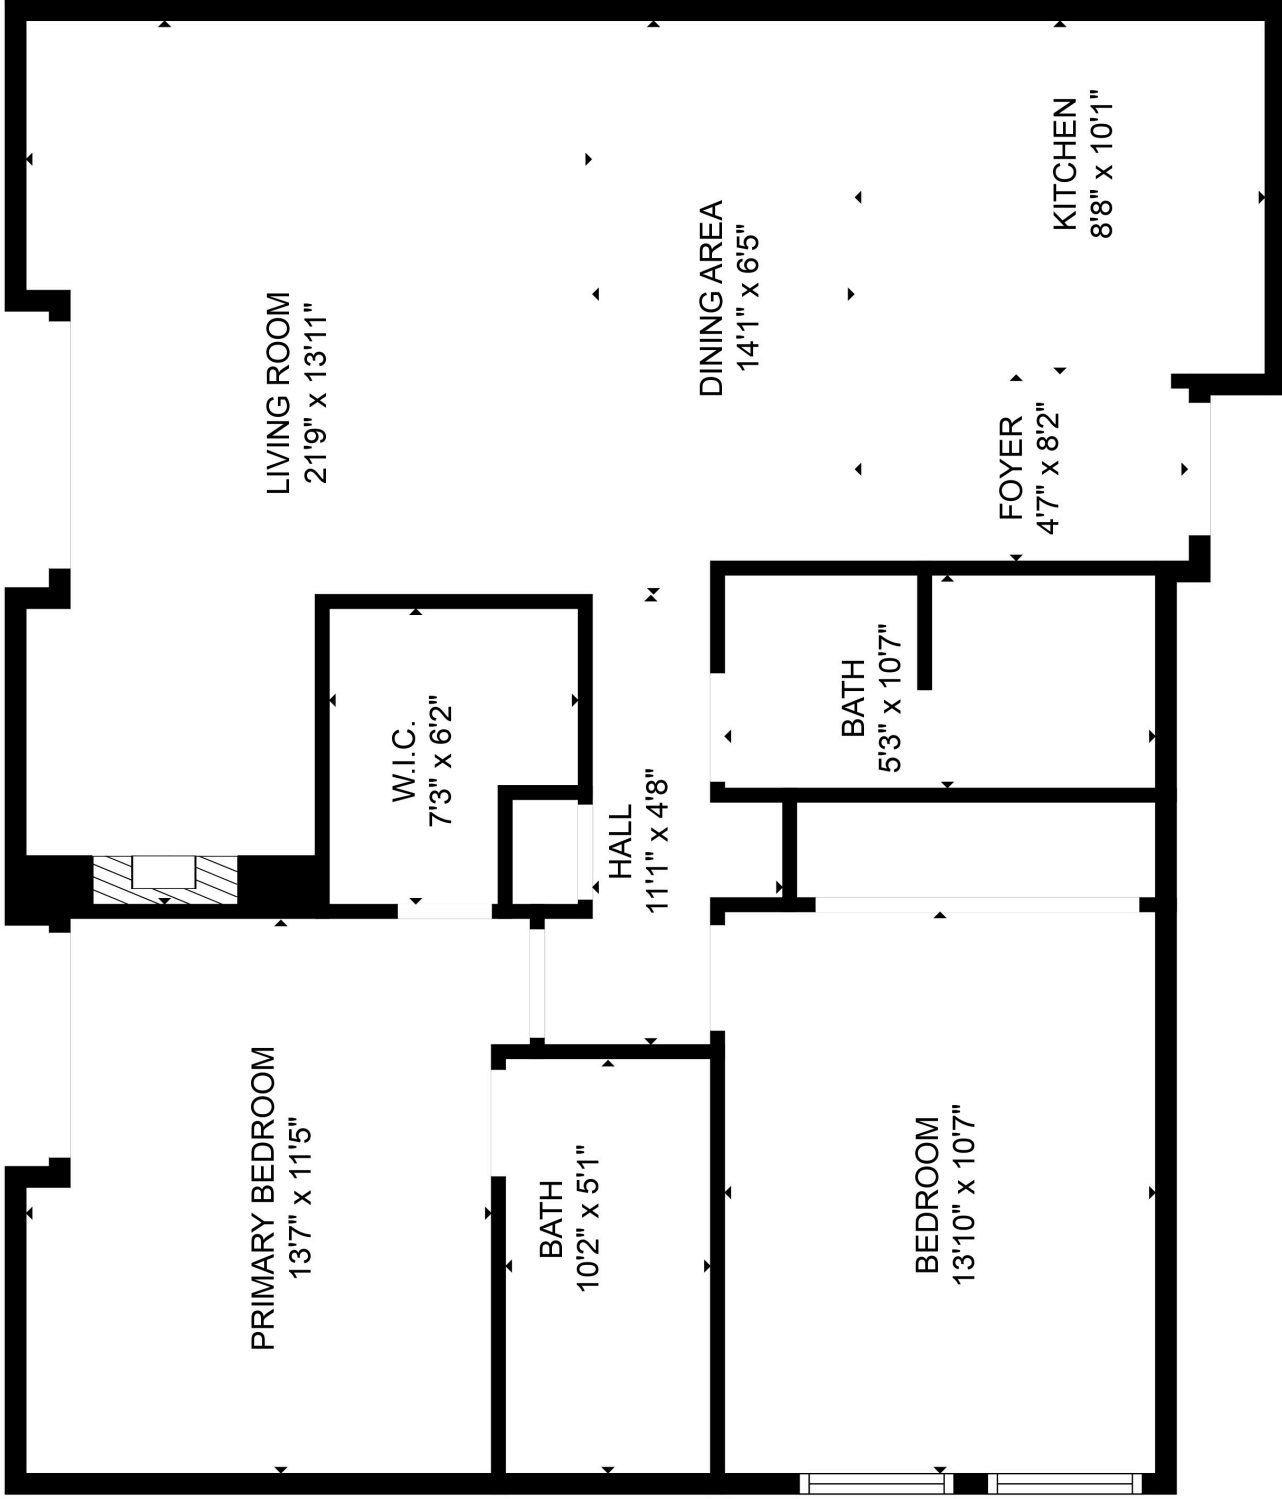 LIVING ROOM
21'9" x 13'11"
DINING AREA
14'1" x 6'5"
KITCHEN
8'8" x 10'1"
FOYER
4'7" x 8'2"
W.I.C.
7'3" x 6'2"
HALL
11'1" x 4'8"
BATH
5'3" x 10'7"
PRIMARY BEDROOM
13'7" x 11'5"
BATH
10'2" x 5'1"
BEDROOM
13'10" x 10'7"